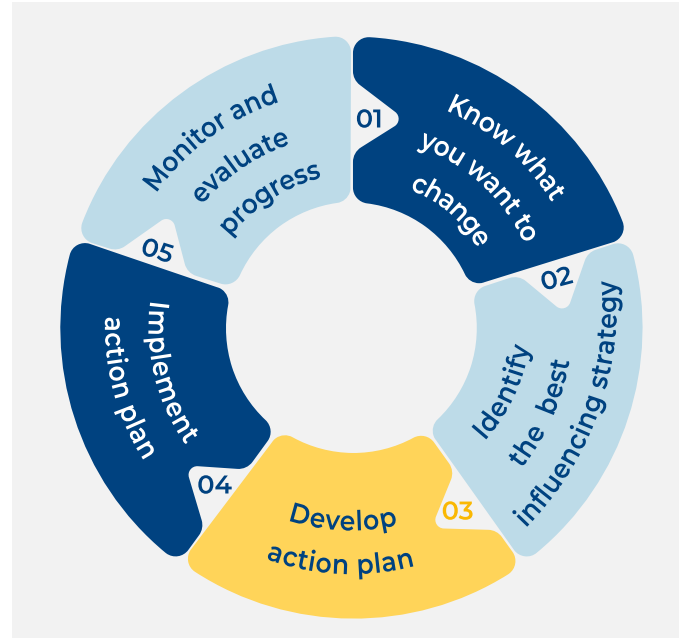 01
Know what
you want to
change
02
Identify
the best
influencing strategy
03
Develop
action plan
04
Implement
action plan
05
Monitor and
evaluate
progress